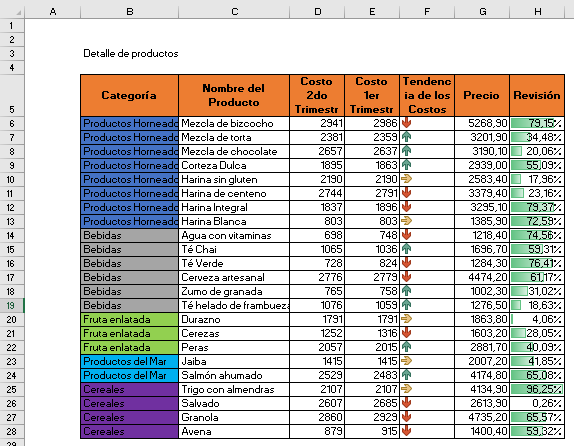 A B C D E F G H
1
2
3 Detalle de productos
4
5 Categoría Nombre del Producto Costo 2do Trimestr Costo 1er Trimestr Tendenc ia de los Costos Precio Revisión
6 Productos Horneado Mezcla de bizcocho 2941 2986 5268,90 79,15%
7 Productos Horneado Mezcla de torta 2381 2359 3201,90 34,48%
8 Productos Horneado Mezcla de chocolate 2657 2637 3190,10 20,06%
9 Productos Horneado Corteza Dulca 1895 1863 2939,00 55,09%
10 Productos Horneado Harina sin gluten 2190 2190 2583,40 17,96%
11 Productos Horneado Harina de centeno 2744 2791 3379,40 23,16%
12 Productos Horneado Harina Integral 1837 1896 3295,10 79,37%
13 Productos Horneado Harina Blanca 803 803 1385,90 72,59%
14 Bebidas Agua con vitaminas 698 748 1218,40 74,56%
15 Bebidas Té Chai 1065 1036 1696,70 59,31%
16 Bebidas Té Verde 728 824 1284,30 76,41%
17 Bebidas Cerveza artesanal 2776 2779 4474,20 61,17%
18 Bebidas Zumo de granada 765 758 1002,30 31,02%
19 Bebidas Té helado de frambueza 1076 1059 1276,50 18,63%
20 Fruta enlatada Durazno 1791 1791 1863,80 4,06%
21 Fruta enlatada Cerezas 1252 1316 1603,20 28,05%
22 Fruta enlatada Peras 2057 2015 2881,70 40,09%
23 Productos del Mar Jaiba 1415 1415 2007,20 41,85%
24 Productos del Mar Salmón ahumado 2529 2483 4174,80 65,08%
25 Cereales Trigo con almendras 2107 2107 4134,90 96,25%
26 Cereales Salvado 2607 2685 2613,90 0,26%
27 Cereales Granola 2860 2929 4735,20 65,57%
28 Cereales Avena 879 915 1400,40 59,32%